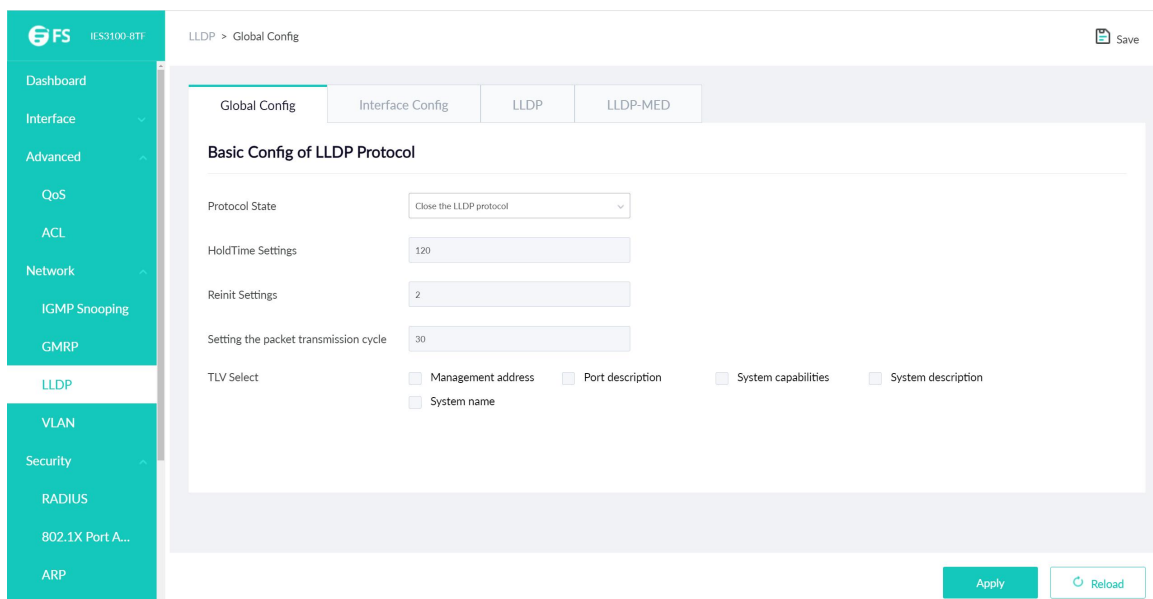 FS IES3100-8TF
LLDP > Global Config
Save
Dashboard
Interface
Advanced
QoS
ACL
Network
IGMP Snooping
GMRP
LLDP
VLAN
Security
RADIUS
802.1X Port A...
ARP
Global Config Interface Config LLDP LLDP-MED
Basic Config of LLDP Protocol
Protocol State Close the LLDP protocol
HoldTime Settings 120
Reinit Settings 2
Setting the packet transmission cycle 30
TLV Select Management address Port description System capabilities System description
System name
Apply Reload